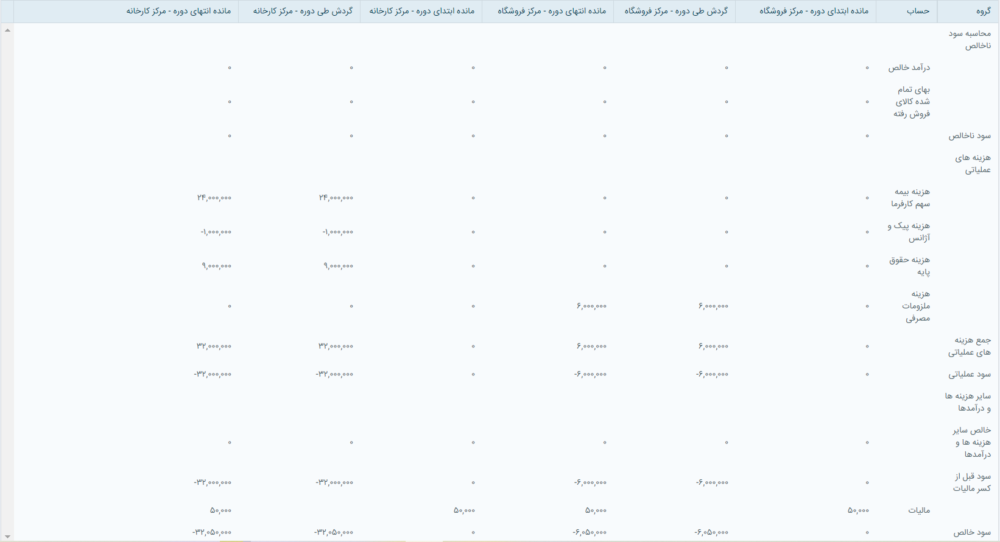 گروه حساب مانده ابتدای دوره - مرکز فروشگاه گردش طی دوره - مرکز فروشگاه مانده انتهای دوره - مرکز فروشگاه مانده ابتدای دوره - مرکز کارخانه گردش طی دوره - مرکز کارخانه مانده انتهای دوره - مرکز کارخانه
محاسبه سود
ناخالص
درآمد خالص ۰ ۰ ۰ ۰ ۰ ۰
بهای تمام
شده کالای ۰ ۰ ۰ ۰ ۰ ۰
فروش رفته
سود ناخالص ۰ ۰ ۰ ۰ ۰ ۰
هزینه های
عملیاتی
هزینه بیمه
سهم کارفرما ۰ ۰ ۰ ۰ ۲۴,۰۰۰,۰۰۰ ۲۴,۰۰۰,۰۰۰
هزینه پیک و
آژانس ۰ ۰ ۰ ۰ -۱,۰۰۰,۰۰۰ -۱,۰۰۰,۰۰۰
هزینه حقوق
پایه ۰ ۰ ۰ ۰ ۹,۰۰۰,۰۰۰ ۹,۰۰۰,۰۰۰
هزینه
ملزومات ۰ ۶,۰۰۰,۰۰۰ ۶,۰۰۰,۰۰۰ ۰ ۰ ۰
مصرفی
جمع هزینه
های عملیاتی ۰ ۶,۰۰۰,۰۰۰ ۶,۰۰۰,۰۰۰ ۰ ۳۲,۰۰۰,۰۰۰ ۳۲,۰۰۰,۰۰۰
سود عملیاتی ۰ -۶,۰۰۰,۰۰۰ -۶,۰۰۰,۰۰۰ ۰ -۳۲,۰۰۰,۰۰۰ -۳۲,۰۰۰,۰۰۰
سایر هزینه ها
و درآمدها
خالص سایر
هزینه ها و ۰ ۰ ۰ ۰ ۰ ۰
درآمدها
سود قبل از
کسر مالیات ۰ -۶,۰۰۰,۰۰۰ -۶,۰۰۰,۰۰۰ ۰ -۳۲,۰۰۰,۰۰۰ -۳۲,۰۰۰,۰۰۰
مالیات ۵۰,۰۰۰ ۵۰,۰۰۰ ۵۰,۰۰۰ ۵۰,۰۰۰
سود خالص ۰ -۶,۰۵۰,۰۰۰ -۶,۰۵۰,۰۰۰ ۰ -۳۲,۰۵۰,۰۰۰ -۳۲,۰۵۰,۰۰۰